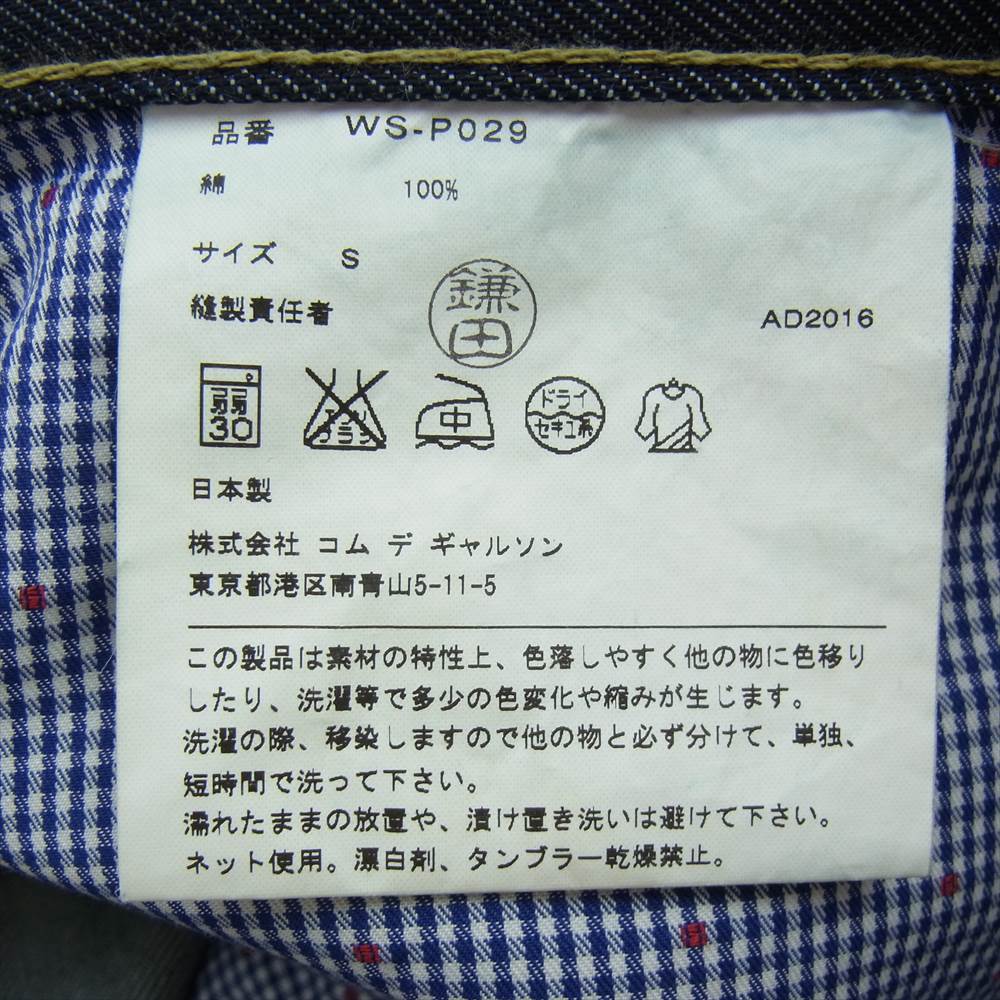 品番 WS-P029
綿 100%
サイズ S
縫製責任者 鎌田 AD2016
弱 30 エンソ フラシ 中 ドライ セキユ系
日本製
株式会社 コム デ ギャルソン
東京都港区南青山5-11-5
この製品は素材の特性上、色落しやすく他の物に色移り
したり、洗濯等で多少の色変化や縮みが生じます。
洗濯の際、移染しますので他の物と必ず分けて、単独、
短時間で洗って下さい。
濡れたままの放置や、漬け置き洗いは避けて下さい。
ネット使用。漂白剤、タンブラー乾燥禁止。